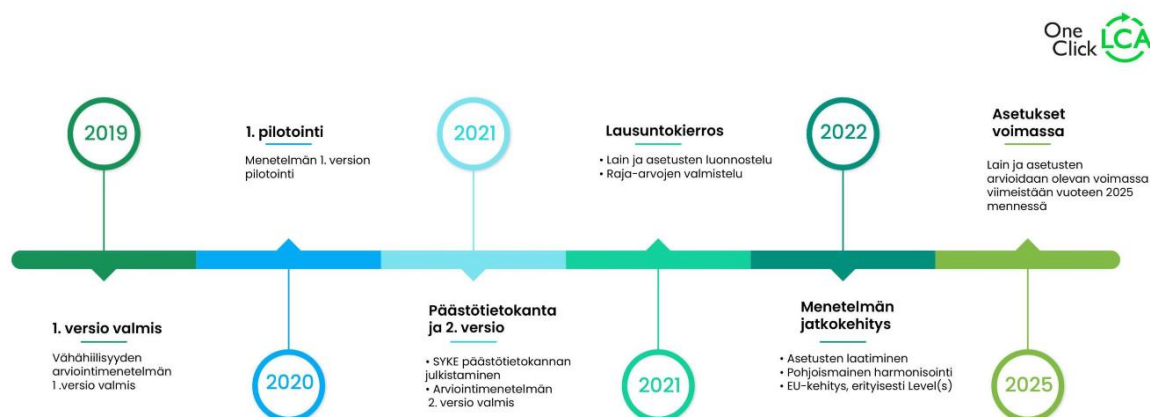 One
Click LCA
2019
1. versio valmis
Vähähiilisyyden
arviointimenetelmän
1 .versio valmis
1. pilotointi
Menetelmän 1. version
pilotointi
2020
2021
Päästötietokanta
ja 2. versio
• SYKE päästötietokannan
julkistaminen
• Arviointimenetelmän
2. versio valmis
Lausuntokierros
• Lain ja asetusten luonnostelu
• Raja-arvojen valmistelu
2021
2022
Menetelmän
jatkokehitys
• Asetusten laatiminen
• Pohjoismainen harmonisointi
• EU-kehitys, erityisesti Level(s)
Asetukset
voimassa
Lain ja asetusten
arvioidaan olevan voimassa
viimeistään vuoteen 2025
mennessä
2025